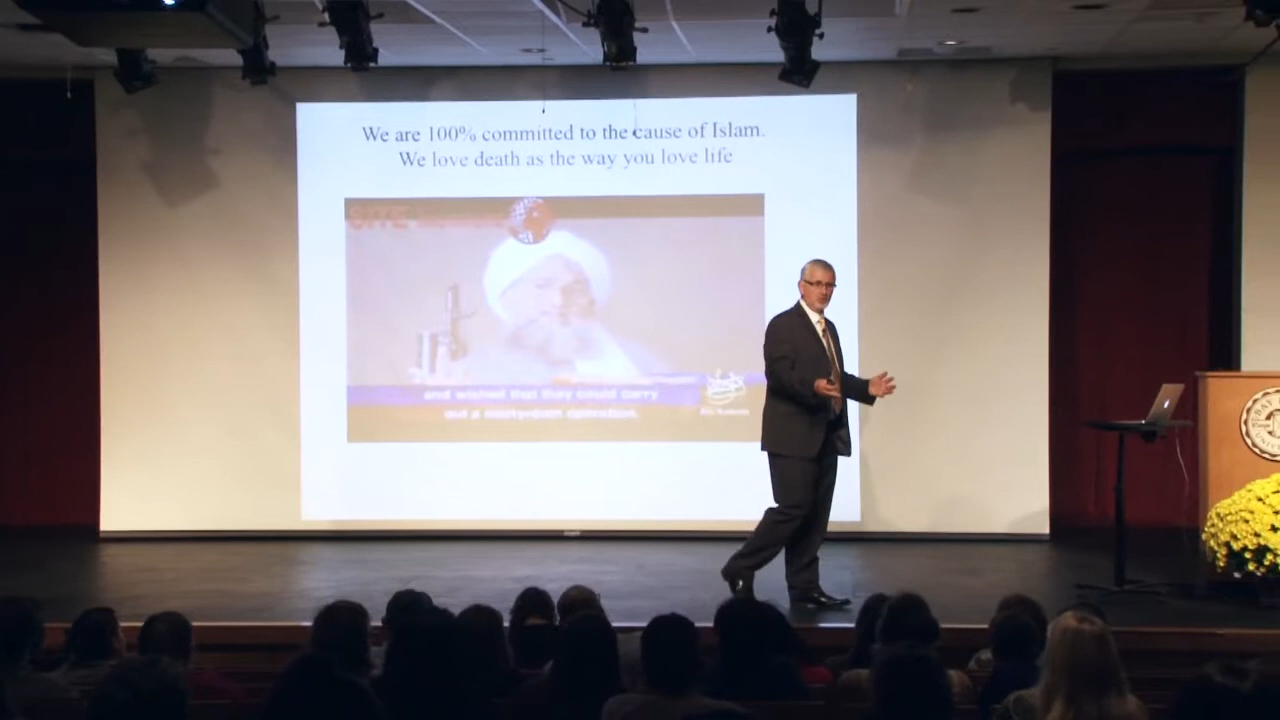 We are 100% committed to the cause of Islam.
We love death as the way you love life
and wished that they could carry
out a martyrdom operation.